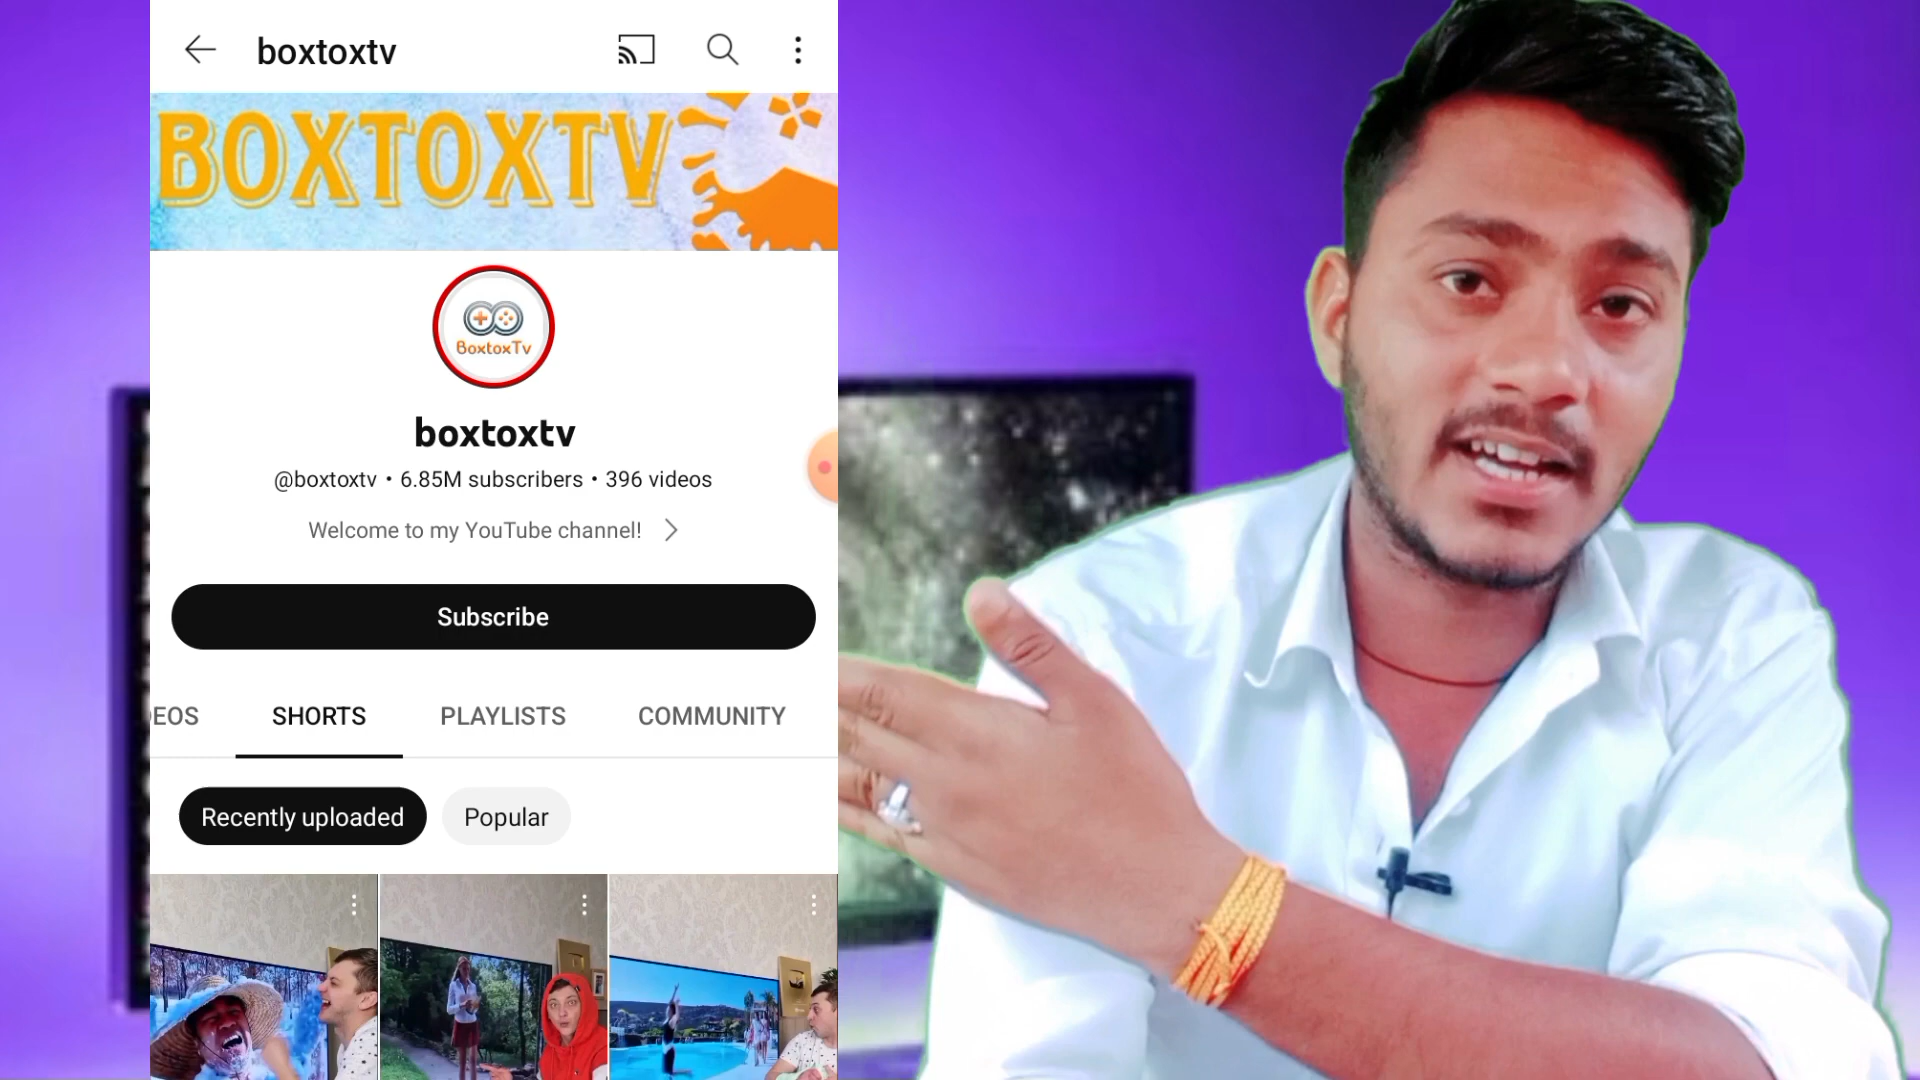 boxtoxtv
BOXTOXTV
BoxtoxTv
boxtoxtv
@boxtoxtv • 6.85M subscribers • 396 videos
Welcome to my YouTube channel!
Subscribe
EOS SHORTS PLAYLISTS COMMUNITY
Recently uploaded Popular